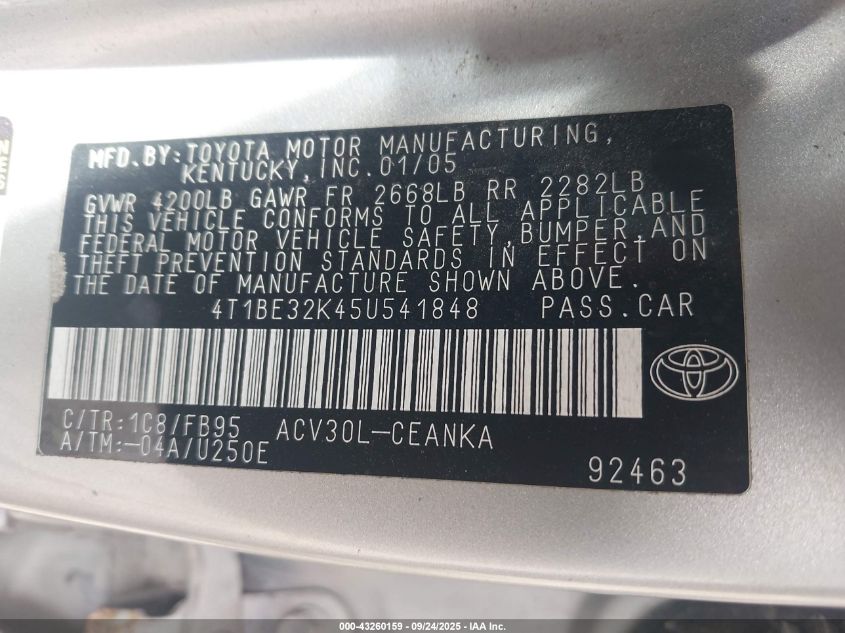 MFD. BY: TOYOTA MOTOR MANUFACTURING,
KENTUCKY, INC. 01/05
GVWR 4200LB GAWR FR 2668LB RR 2282LB
THIS VEHICLE CONFORMS TO ALL APPLICABLE
FEDERAL MOTOR VEHICLE SAFETY, BUMPER, AND
THEFT PREVENTION STANDARDS IN EFFECT ON
THE DATE OF MANUFACTURE SHOWN ABOVE.
4T1BE32K45U541848 PASS. CAR
C/TR: 1C8/FB95 ACV30L-CEANKA
A/TM:-04A/U250E
92463
000-43260159 - 09/24/2025 - IAA Inc.